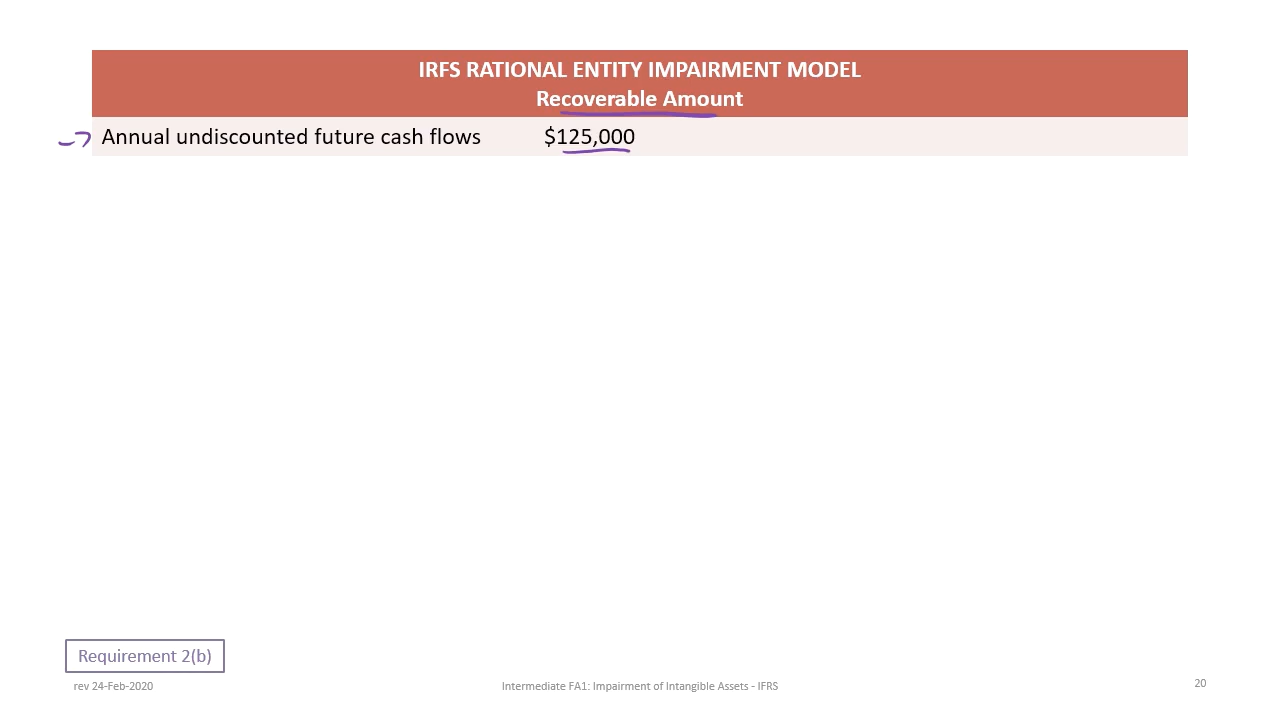 IRFS RATIONAL ENTITY IMPAIRMENT MODEL
Recoverable Amount
Annual undiscounted future cash flows $125,000
Requirement 2(b)
rev 24-Feb-2020
Intermediate FA1: Impairment of Intangible Assets - IFRS
20